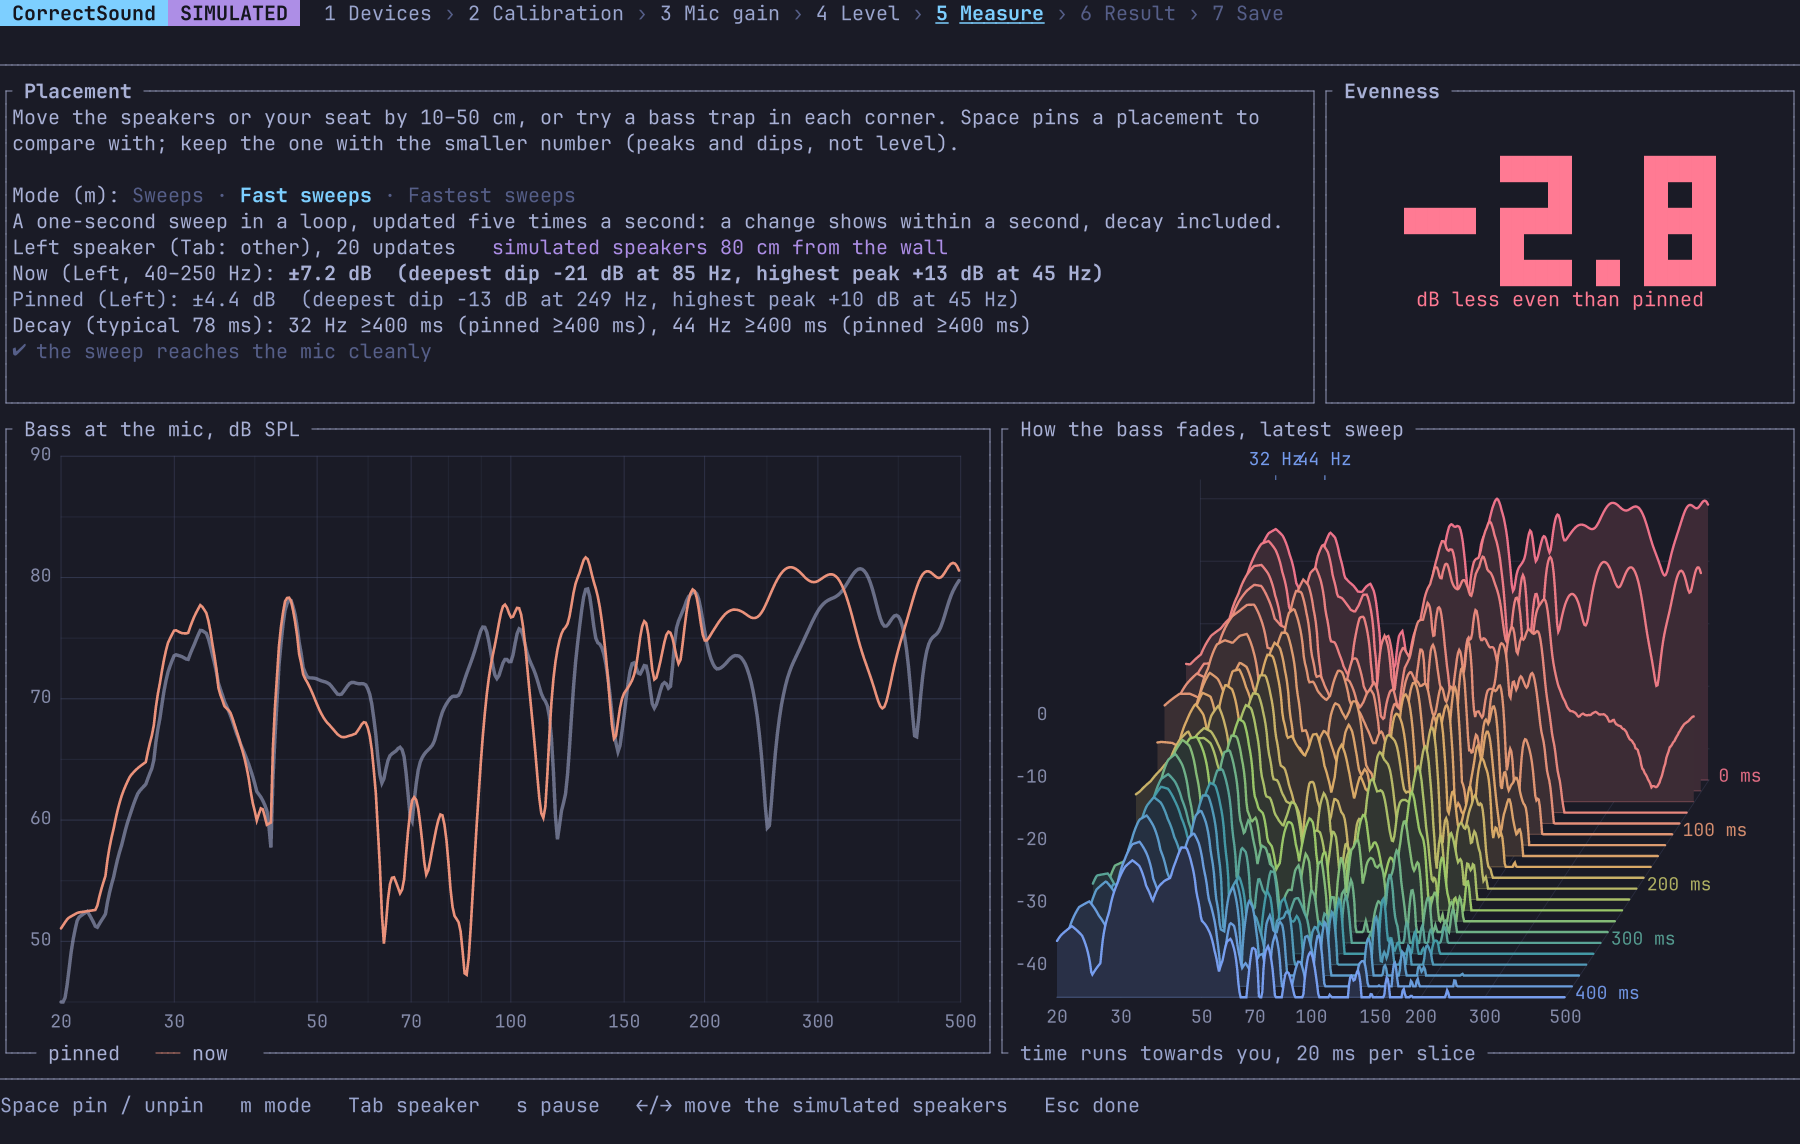 CorrectSound SIMULATED 1 Devices › 2 Calibration › 3 Mic gain › 4 Level › 5 Measure › 6 Result › 7 Save
Placement
Move the speakers or your seat by 10–50 cm, or try a bass trap in each corner. Space pins a placement to
compare with; keep the one with the smaller number (peaks and dips, not level).
Mode (m): Sweeps · Fast sweeps · Fastest sweeps
A one-second sweep in a loop, updated five times a second: a change shows within a second, decay included.
Left speaker (Tab: other), 20 updates simulated speakers 80 cm from the wall
Now (Left, 40–250 Hz): ±7.2 dB (deepest dip -21 dB at 85 Hz, highest peak +13 dB at 45 Hz)
Pinned (Left): ±4.4 dB (deepest dip -13 dB at 249 Hz, highest peak +10 dB at 45 Hz)
Decay (typical 78 ms): 32 Hz ≥400 ms (pinned ≥400 ms), 44 Hz ≥400 ms (pinned ≥400 ms)
✔ the sweep reaches the mic cleanly
Evenness
-2.8
dB less even than pinned
Bass at the mic, dB SPL
90
80
70
60
50
20 30 50 70 100 150 200 300 500
pinned now
How the bass fades, latest sweep
32 Hz 44 Hz
0
-10
-20
-30
-40
0 ms
100 ms
200 ms
300 ms
400 ms
20 30 50 70 100 150 200 300 500
time runs towards you, 20 ms per slice
Space pin / unpin m mode Tab speaker s pause ←/→ move the simulated speakers Esc done